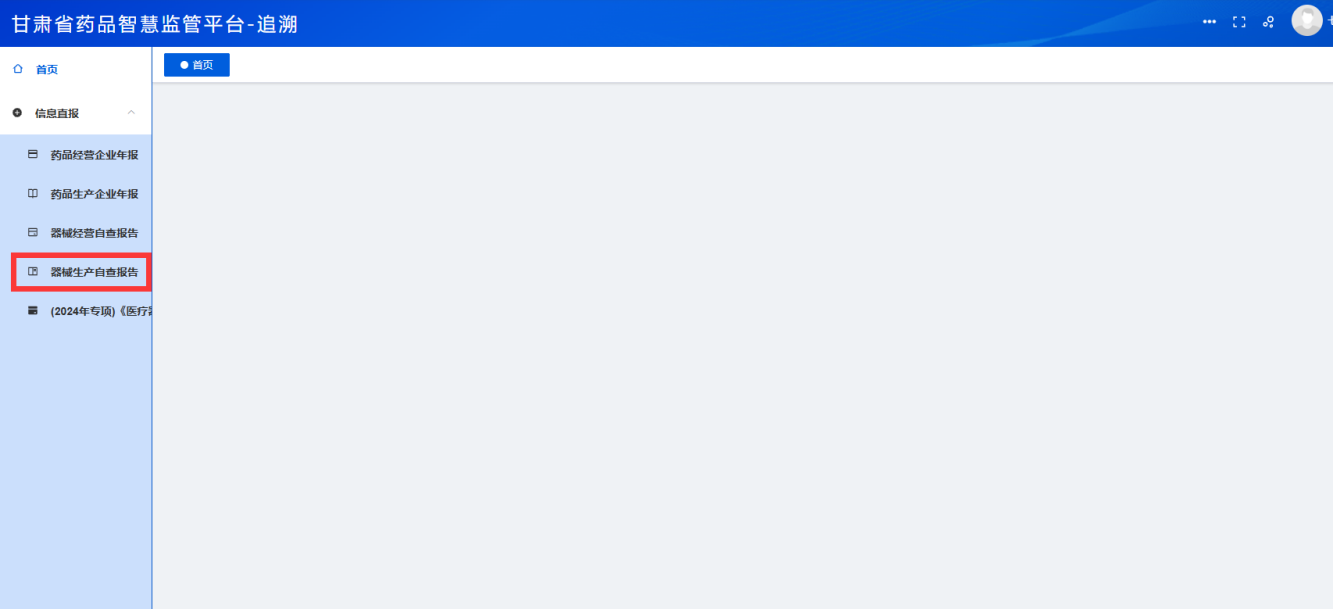 甘肃省药品智慧监管平台-追溯
首页
首页
信息直报
药品经营企业年报
药品生产企业年报
器械经营自查报告
器械生产自查报告
(2024年专项)《医疗